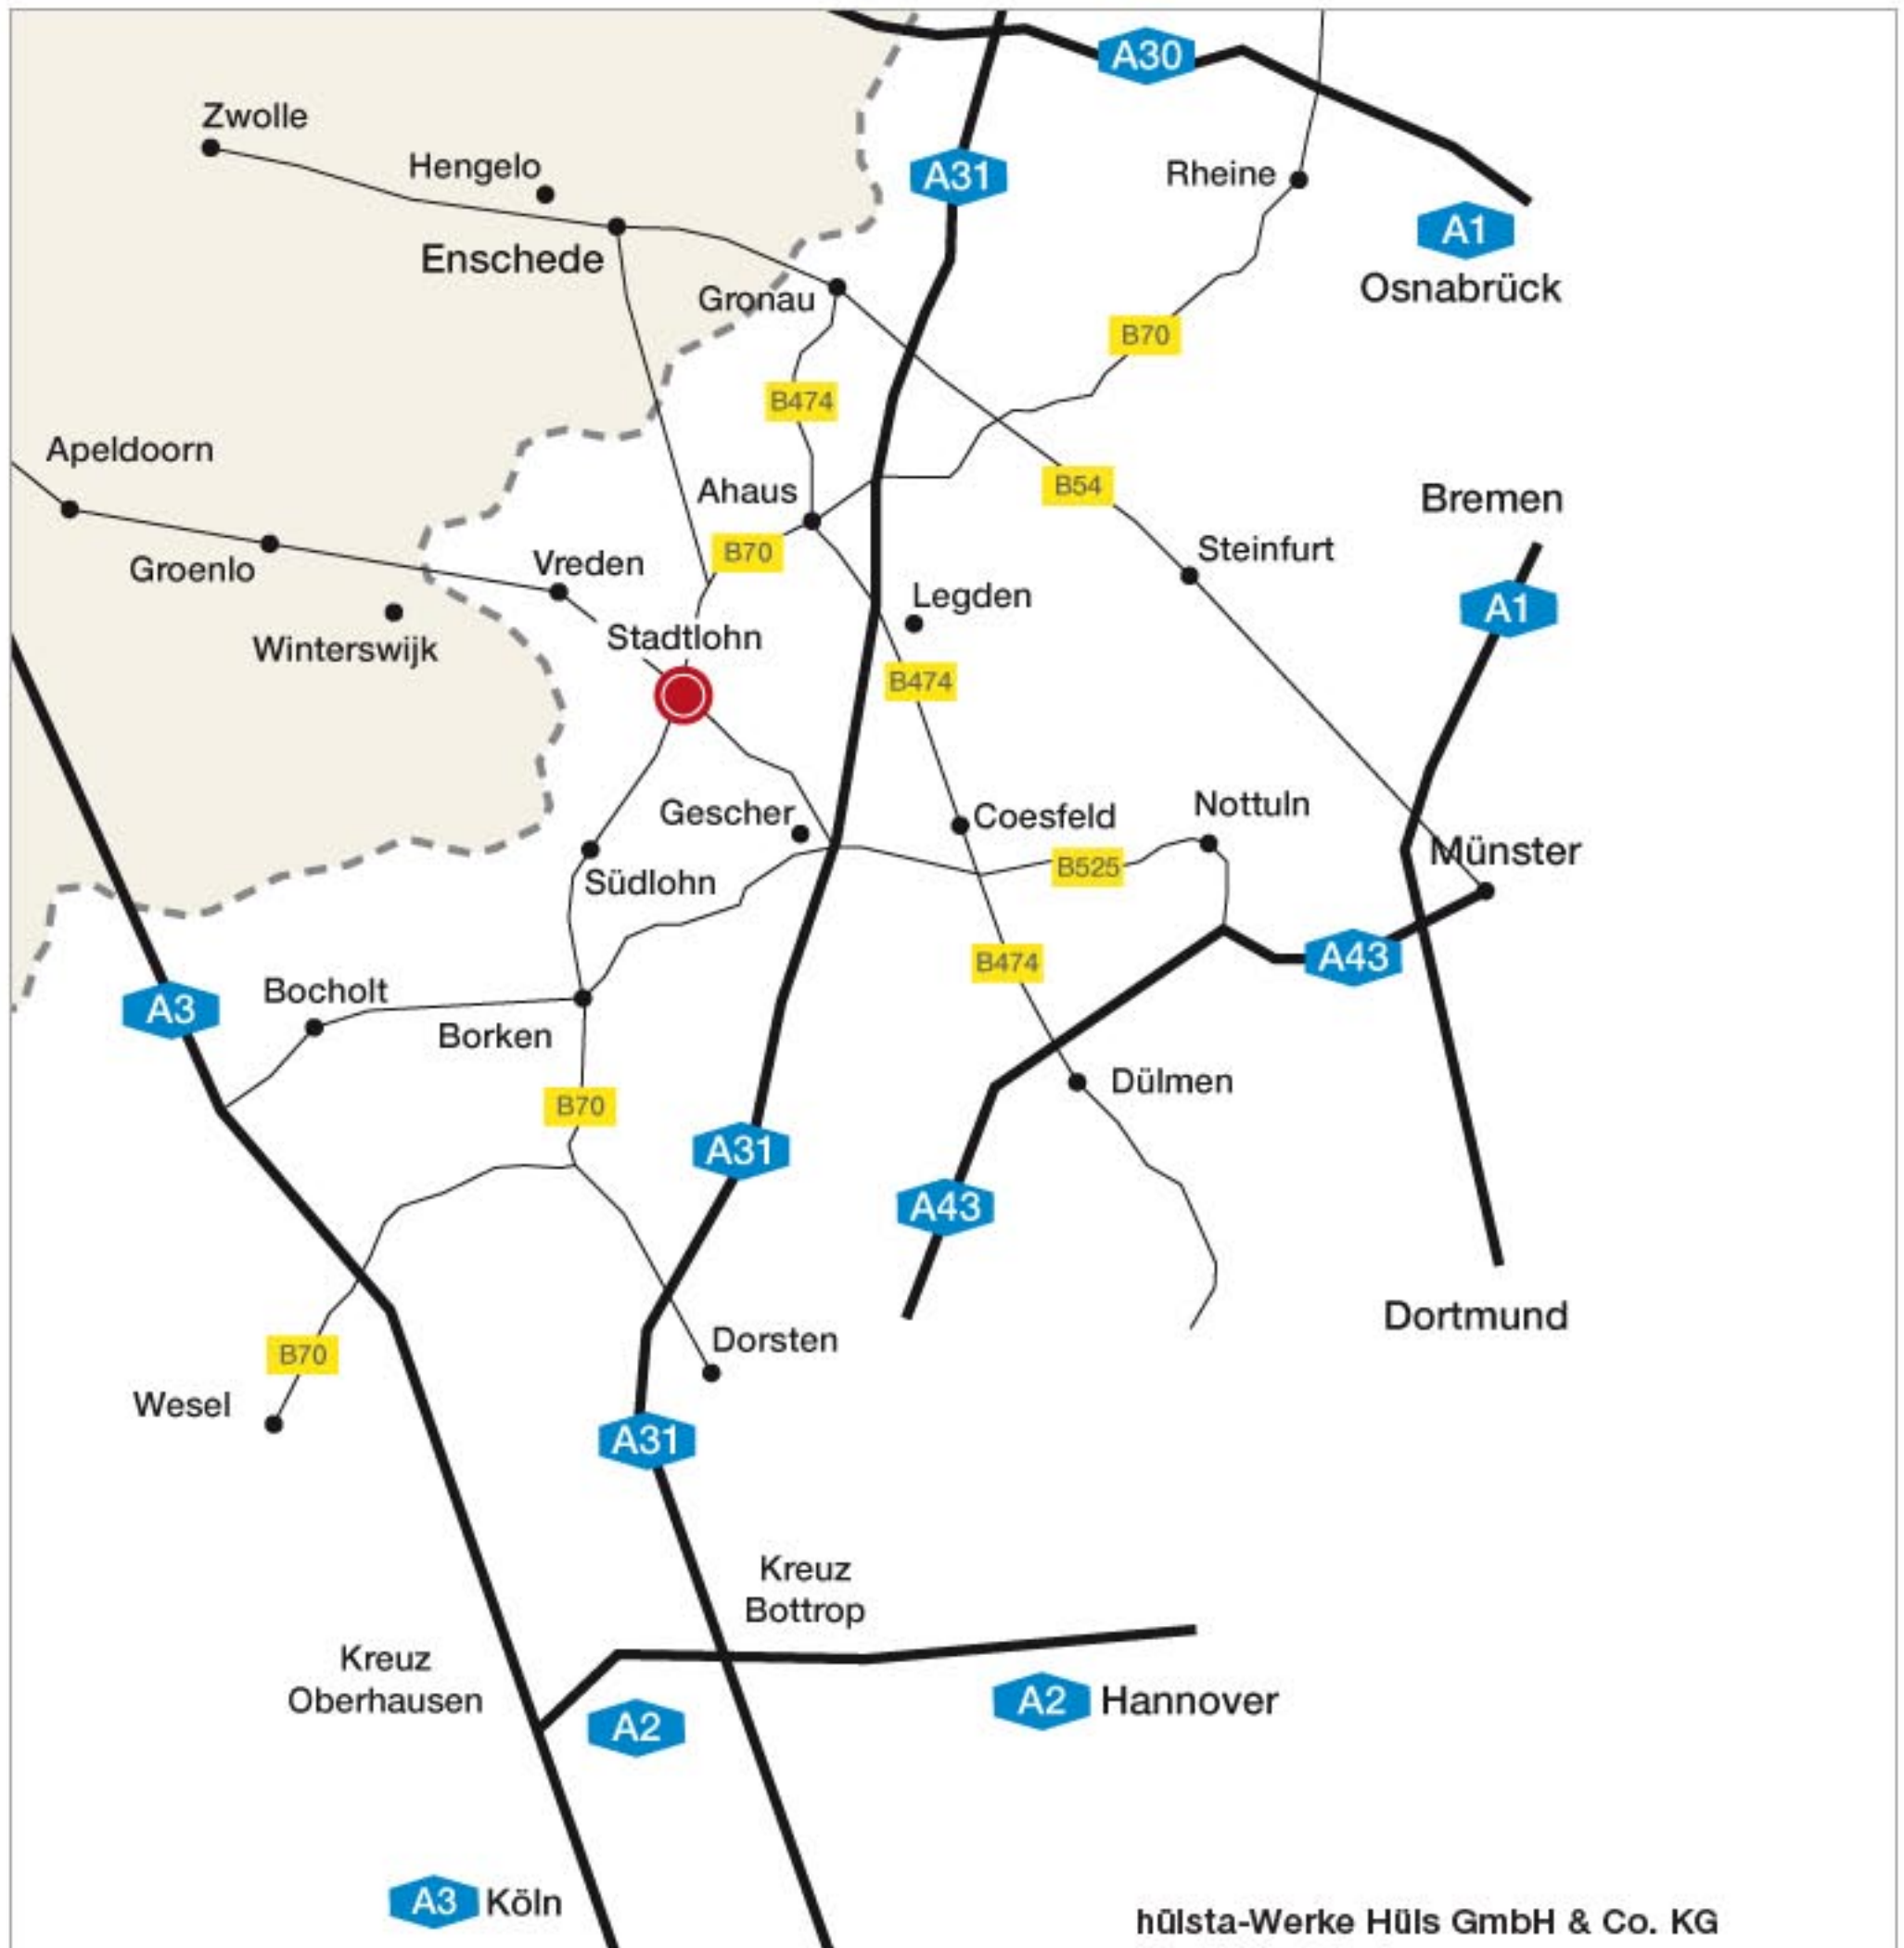 A30
Zwolle
Hengelo
A31
Rheine
A1
Enschede
Osnabrück
Gronau
B70
B474
Apeldoorn
Ahaus
B54
Bremen
B70
Steinfurt
Vreden
Groenlo
Legden
A1
Stadtlohn
Winterswijk
B474
Nottuln
Gescher
Coesfeld
Münster
B525
Südlohn
A43
B474
Bocholt
A3
Borken
Dülmen
B70
A31
A43
Dortmund
Dorsten
B70
Wesel
A31
Kreuz
Bottrop
Kreuz
Oberhausen
A2 Hannover
A2
A3 Köln
hülsta-Werke Hüls GmbH & Co. KG